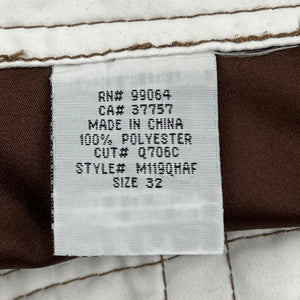 RN# 99064
CA# 37757
MADE IN CHINA
100% POLYESTER
CUT# Q706C
STYLE# M119QHAF
SIZE 32